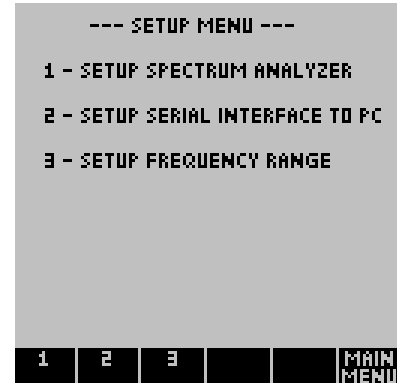 --- SETUP MENU ---
1 - SETUP SPECTRUM ANALYZER
2 - SETUP SERIAL INTERFACE TO PC
3 - SETUP FREQUENCY RANGE
1 2 3 MAIN MENU